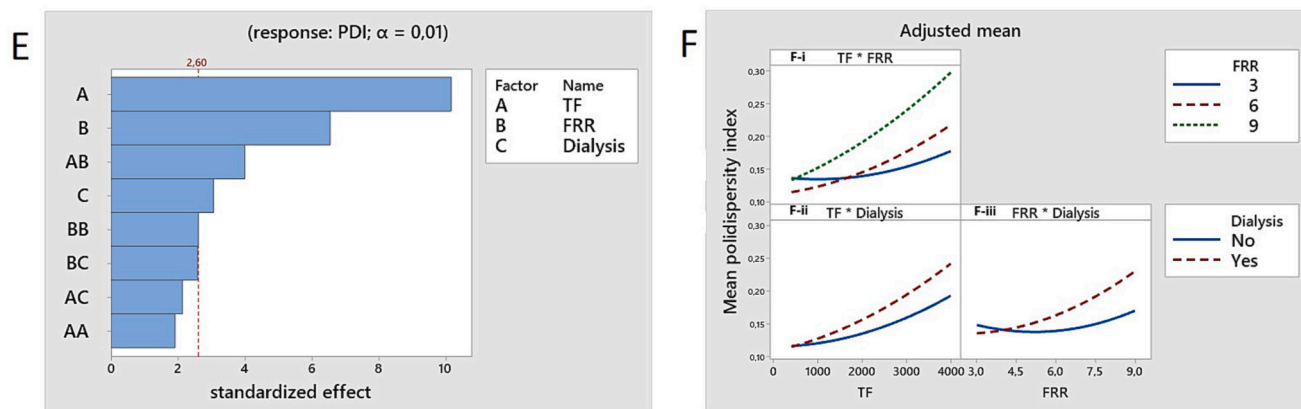 E
(response: PDI; α = 0,01)
2,60
A
B
AB
C
BB
BC
AC
AA
0 2 4 6 8 10
standardized effect
Factor Name
A TF
B FRR
C Dialysis
F
Adjusted mean
Mean polidispersity index
F-i TF * FRR
0,30
0,25
0,20
0,15
0,10
FRR
3
6
9
F-ii TF * Dialysis
F-iii FRR * Dialysis
0,30
0,25
0,20
0,15
0,10
0 1000 2000 3000 4000
3,0 4,5 6,0 7,5 9,0
TF
FRR
Dialysis
No
Yes